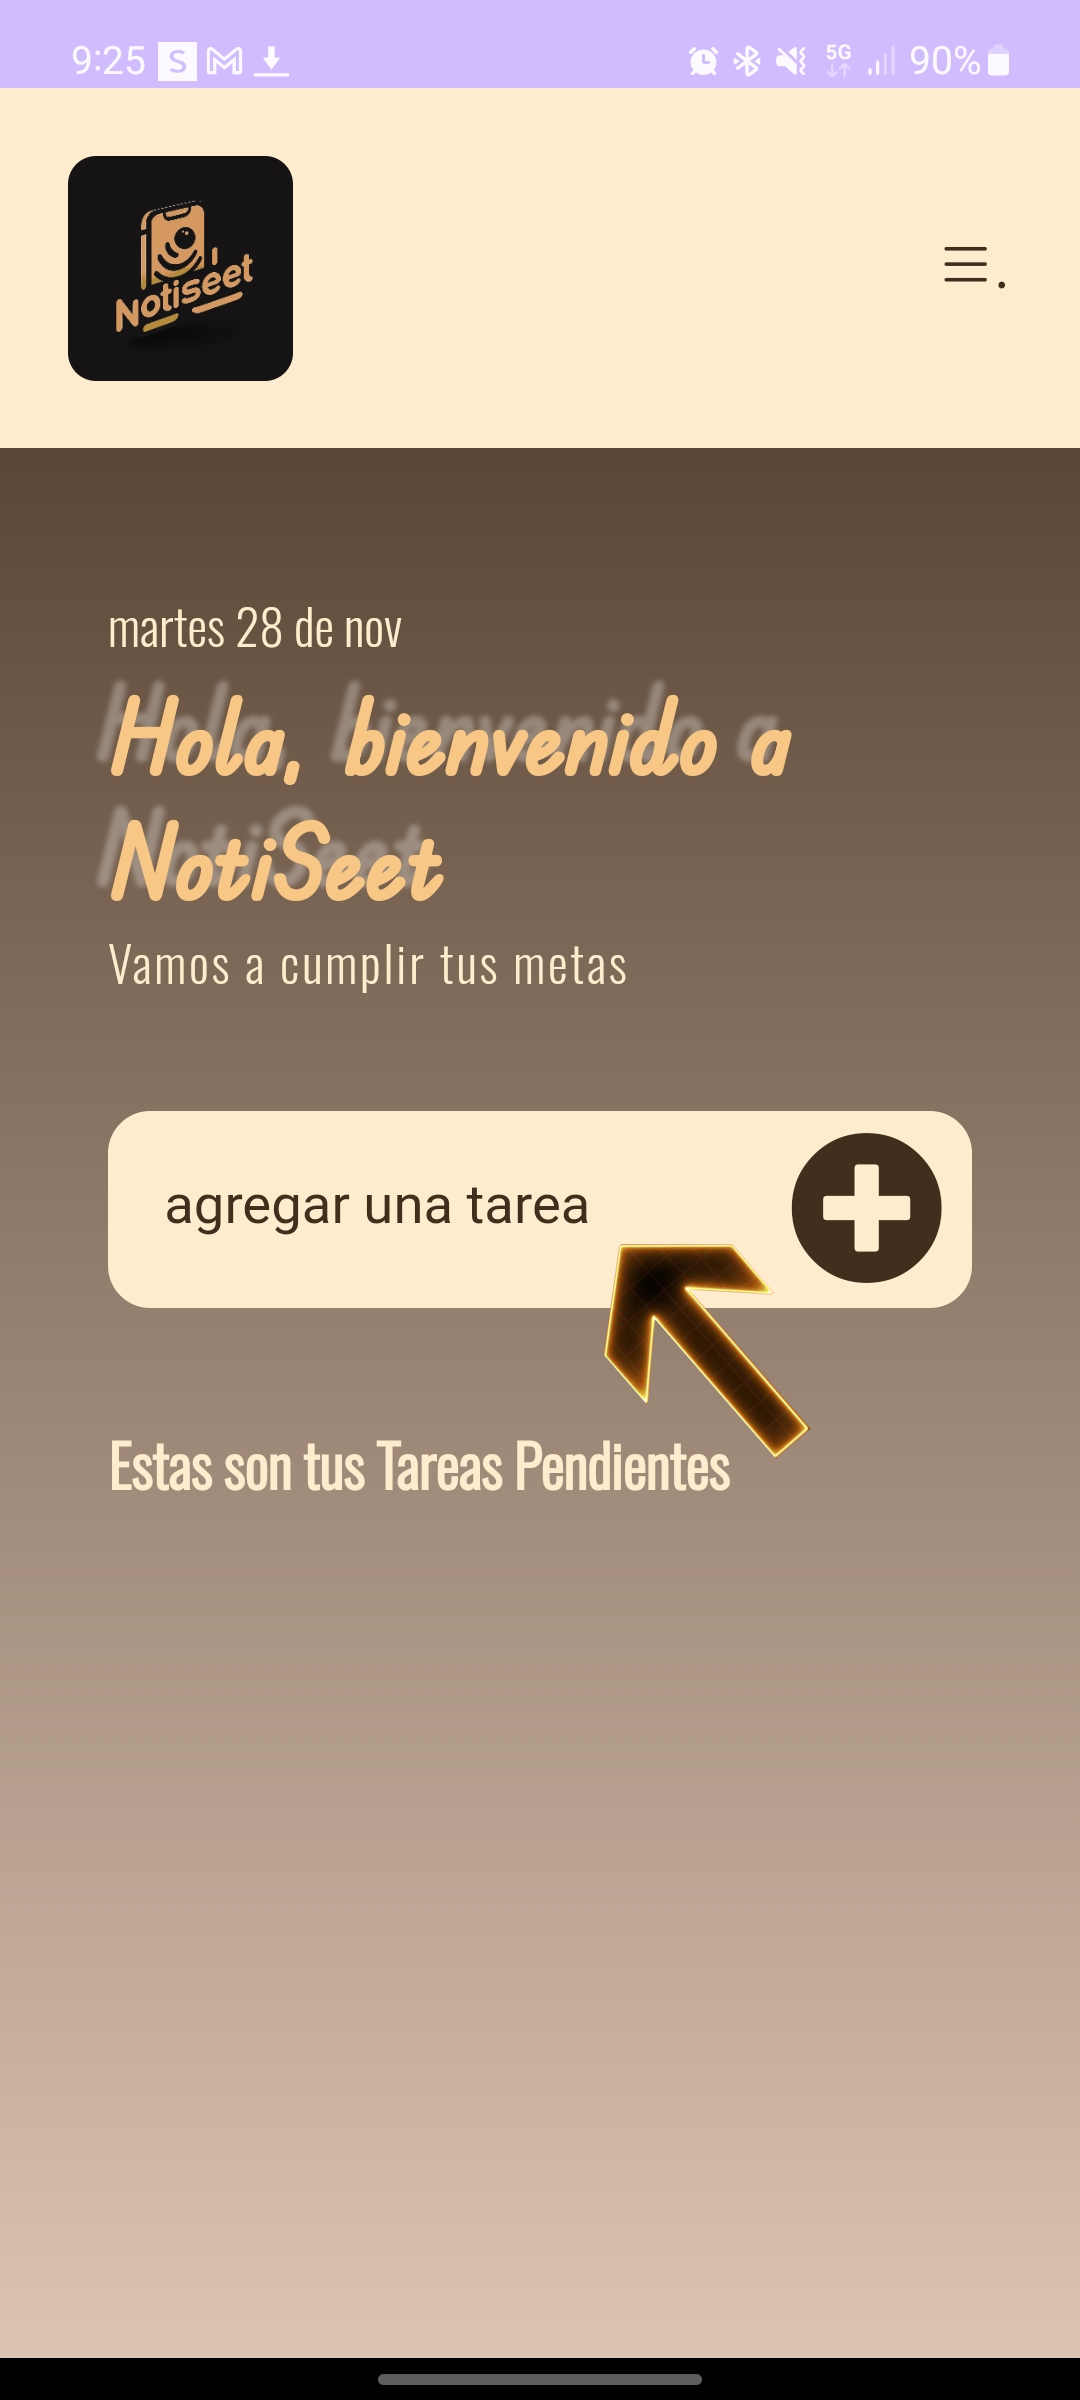 9:25 S 5G 90%
Notiseet
martes 28 de nov
Hola, bienvenido a
NotiSeet
Vamos a cumplir tus metas
agregar una tarea
Estas son tus Tareas Pendientes